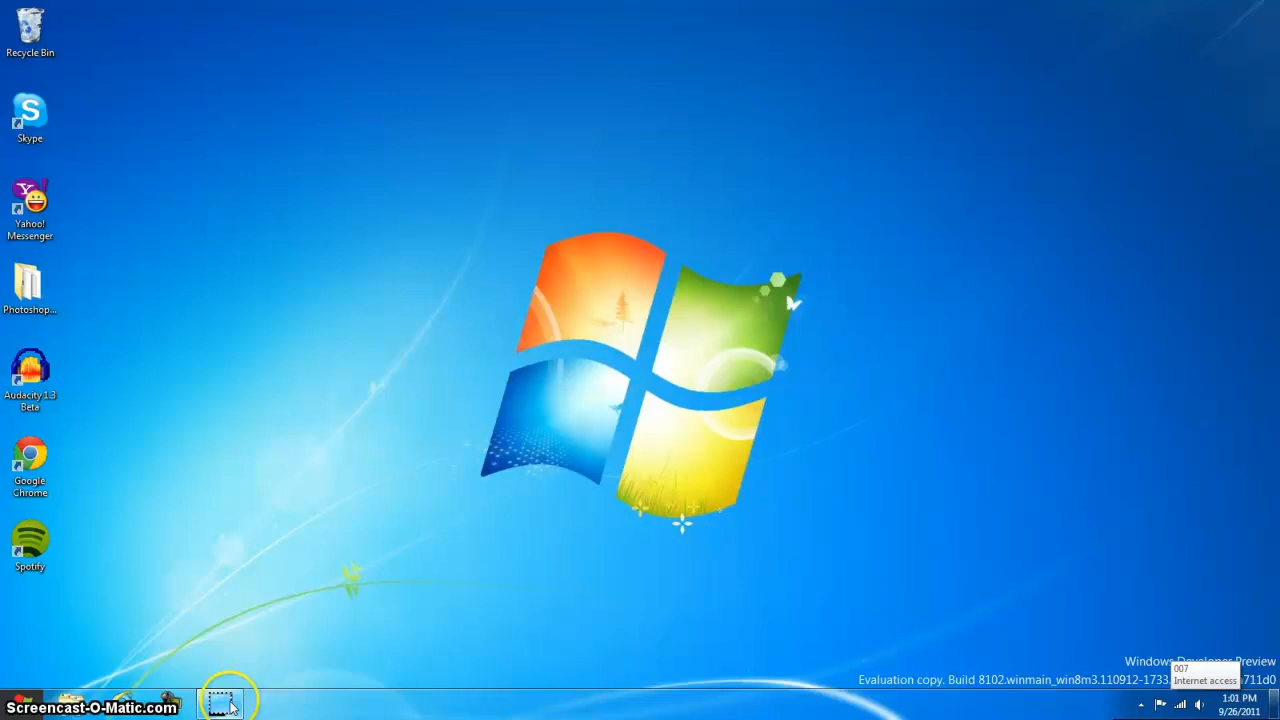 Recycle Bin
Skype
Yahoo!
Messenger
Photoshop...
Audacity 1.3
Beta
Google
Chrome
Spotify
Windows Developer Preview
Evaluation copy. Build 8102.winmain_win8m3.110912-1733
711d0
007
Internet access
1:01 PM
9/26/2011
Screencast-O-Matic.com